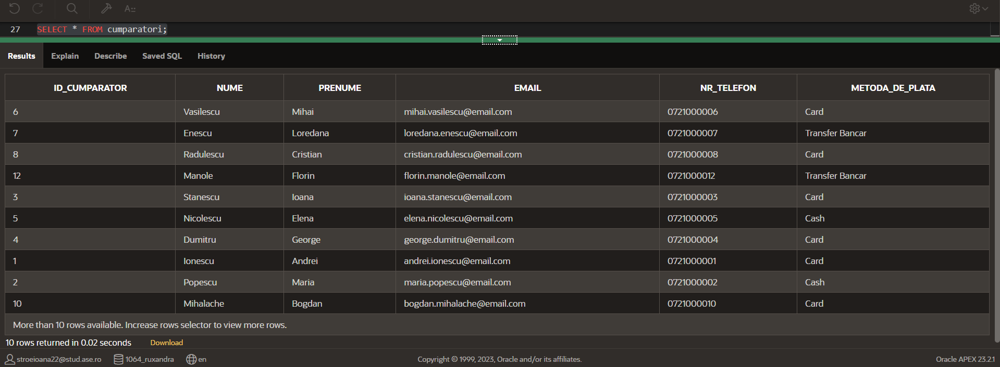 A::
27 SELECT * FROM cumparatori;
Results Explain Describe Saved SQL History
ID_CUMPARATOR NUME PRENUME EMAIL NR_TELEFON METODA_DE_PLATA
6 Vasilescu Mihai mihai.vasilescu@email.com 0721000006 Card
7 Enescu Loredana loredana.enescu@email.com 0721000007 Transfer Bancar
8 Radulescu Cristian cristian.radulescu@email.com 0721000008 Card
12 Manole Florin florin.manole@email.com 0721000012 Transfer Bancar
3 Stanescu Ioana ioana.stanescu@email.com 0721000003 Card
5 Nicolescu Elena elena.nicolescu@email.com 0721000005 Cash
4 Dumitru George george.dumitru@email.com 0721000004 Card
1 Ionescu Andrei andrei.ionescu@email.com 0721000001 Card
2 Popescu Maria maria.popescu@email.com 0721000002 Cash
10 Mihalache Bogdan bogdan.mihalache@email.com 0721000010 Card
More than 10 rows available. Increase rows selector to view more rows.
10 rows returned in 0.02 seconds Download
stroeioana22@stud.ase.ro 1064_ruxandra en Copyright © 1999, 2023, Oracle and/or its affiliates. Oracle APEX 23.2.1